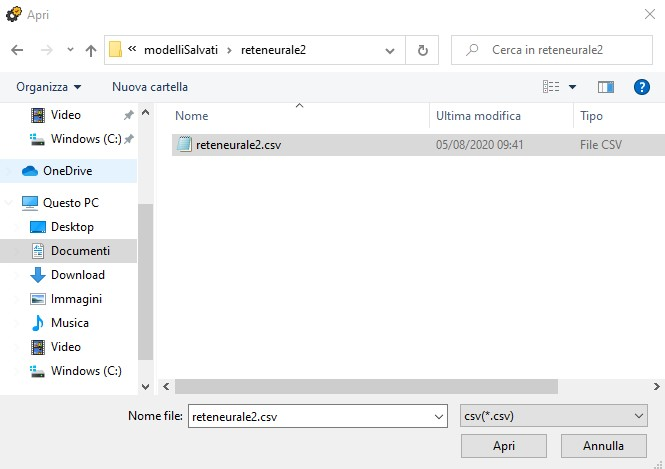 Apri
« modelliSalvati › reteneurale2
Cerca in reteneurale2
Organizza
Nuova cartella
?
Video
Windows (C:)
OneDrive
Questo PC
Desktop
Documenti
Download
Immagini
Musica
Video
Windows (C:)
Nome
Ultima modifica
Tipo
reteneurale2.csv
05/08/2020 09:41
File CSV
Nome file:
reteneurale2.csv
csv(*.csv)
Apri
Annulla